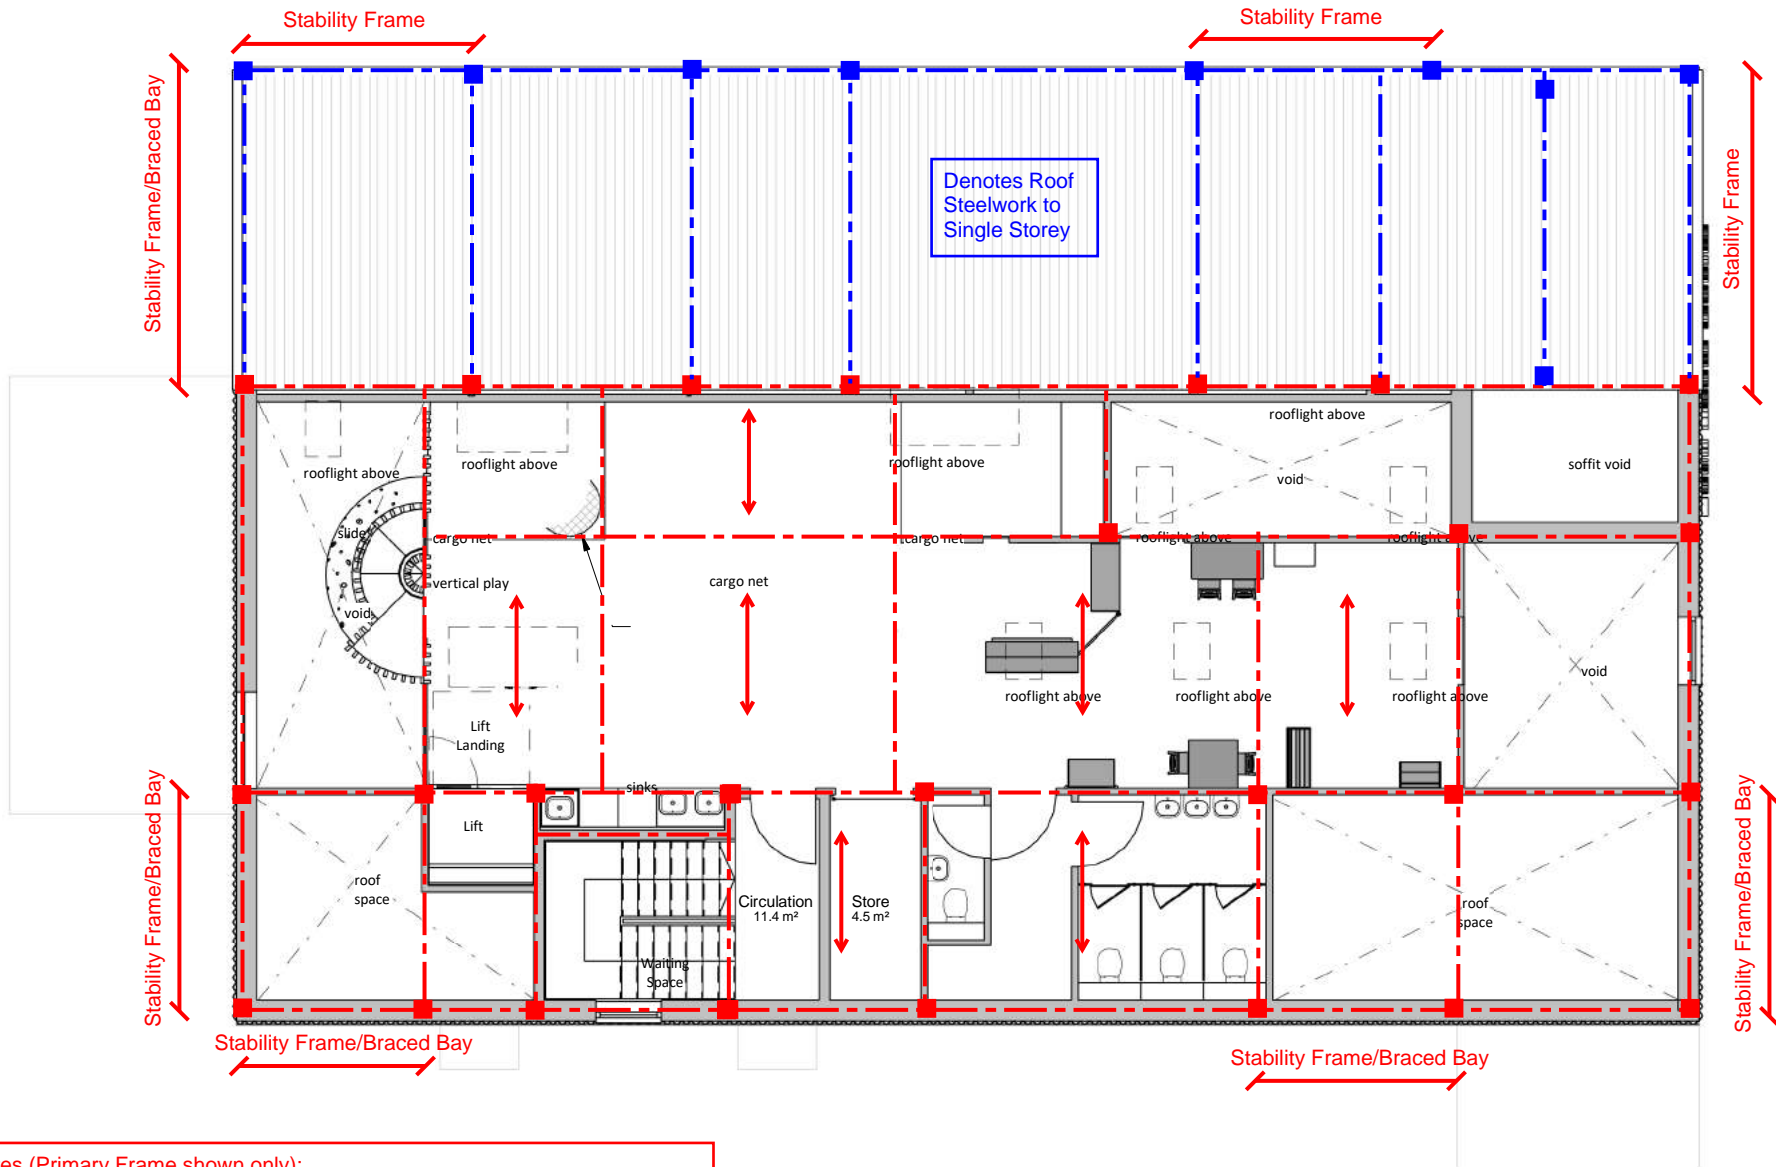 Stability Frame
Stability Frame
Stability Frame/Braced Bay
Stability Frame
Denotes Roof
Steelwork to
Single Storey
rooflight above
rooflight above
rooflight above
rooflight above
void
soffit void
slide
cargo net
cargo net
rooflight above
rooflight above
vertical play
cargo net
void
void
rooflight above
rooflight above
rooflight above
Lift
Landing
sinks
Lift
roof
space
Circulation
11.4 m²
Store
4.5 m²
roof
space
Waiting
Space
Stability Frame/Braced Bay
Stability Frame/Braced Bay
Stability Frame/Braced Bay
Stability Frame/Braced Bay
es (Primary Frame shown only):